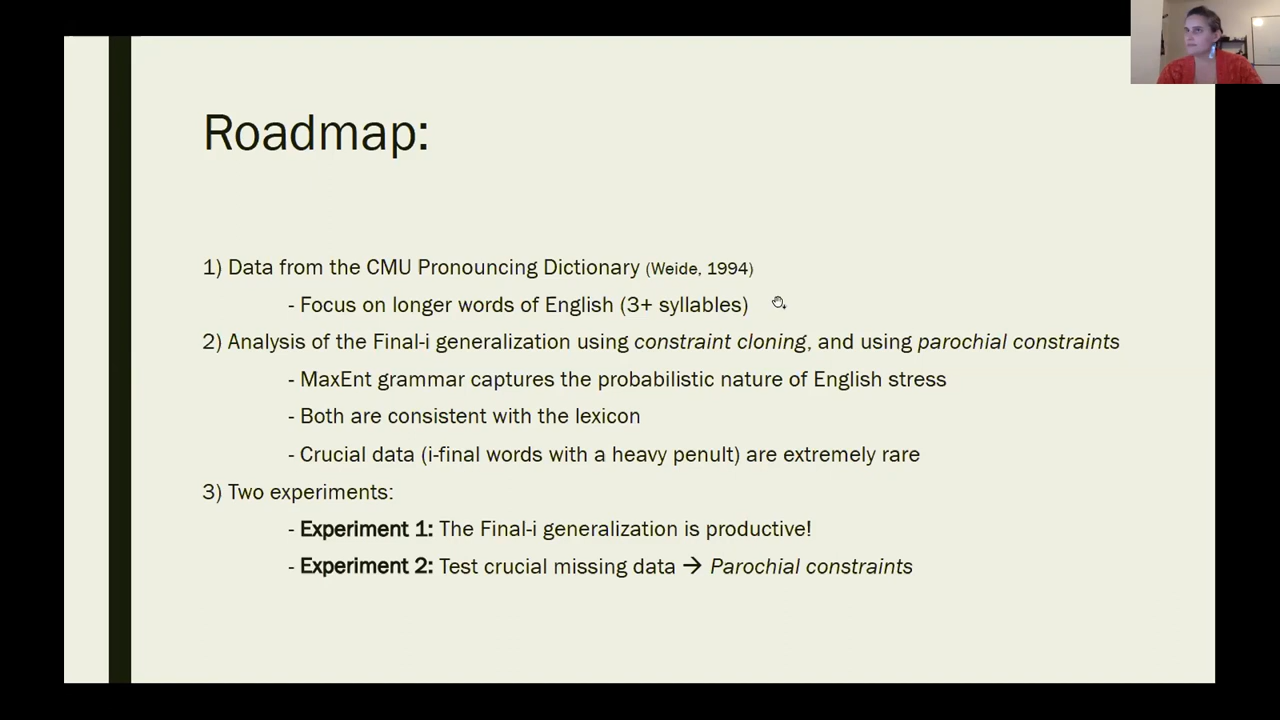 Roadmap:
1) Data from the CMU Pronouncing Dictionary (Weide, 1994)
- Focus on longer words of English (3+ syllables)
2) Analysis of the Final-i generalization using constraint cloning, and using parochial constraints
- MaxEnt grammar captures the probabilistic nature of English stress
- Both are consistent with the lexicon
- Crucial data (i-final words with a heavy penult) are extremely rare
3) Two experiments:
- Experiment 1: The Final-i generalization is productive!
- Experiment 2: Test crucial missing data → Parochial constraints